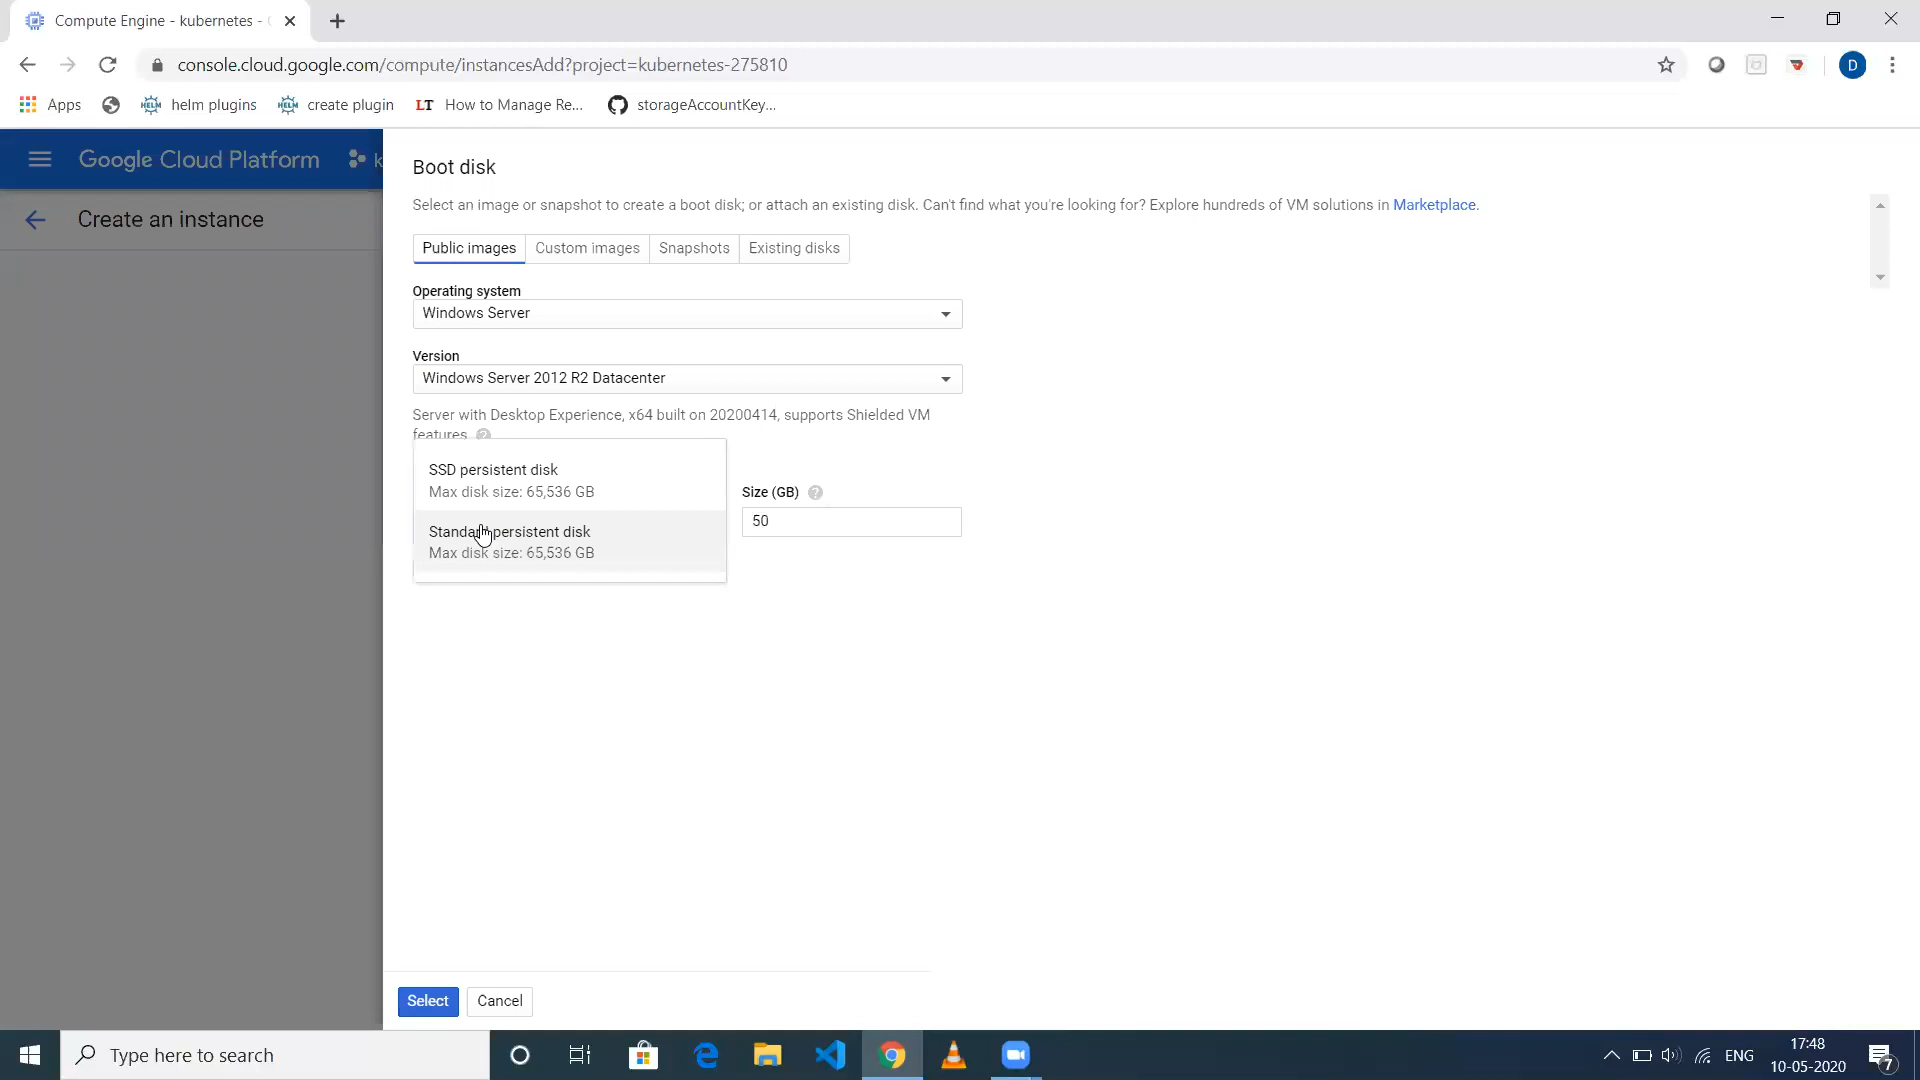 Compute Engine - kubernetes -
console.cloud.google.com/compute/instancesAdd?project=kubernetes-275810
D
Apps
HELM
helm plugins
HELM
create plugin
LT
How to Manage Re...
storageAccountKey...
Google Cloud Platform
k
Create an instance
Boot disk
Select an image or snapshot to create a boot disk; or attach an existing disk. Can't find what you're looking for? Explore hundreds of VM solutions in Marketplace.
Public images
Custom images
Snapshots
Existing disks
Operating system
Windows Server
Version
Windows Server 2012 R2 Datacenter
Server with Desktop Experience, x64 built on 20200414, supports Shielded VM
features
SSD persistent disk
Max disk size: 65,536 GB
Standard persistent disk
Max disk size: 65,536 GB
Size (GB)
50
Select
Cancel
Type here to search
ENG
17:48
10-05-2020
7